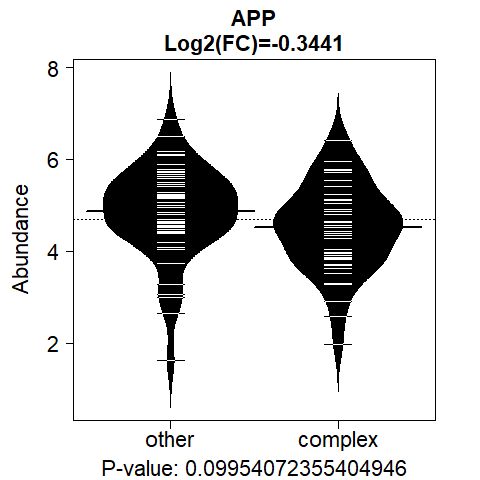 APP
Log2(FC)=-0.3441
Abundance
8
6
4
2
other complex
P-value: 0.09954072355404946